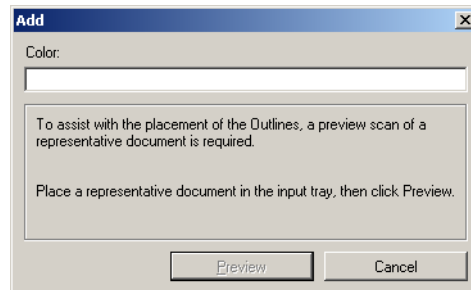 Add
Color:
To assist with the placement of the Outlines, a preview scan of a
representative document is required.
Place a representative document in the input tray, then click Preview.
Preview
Cancel